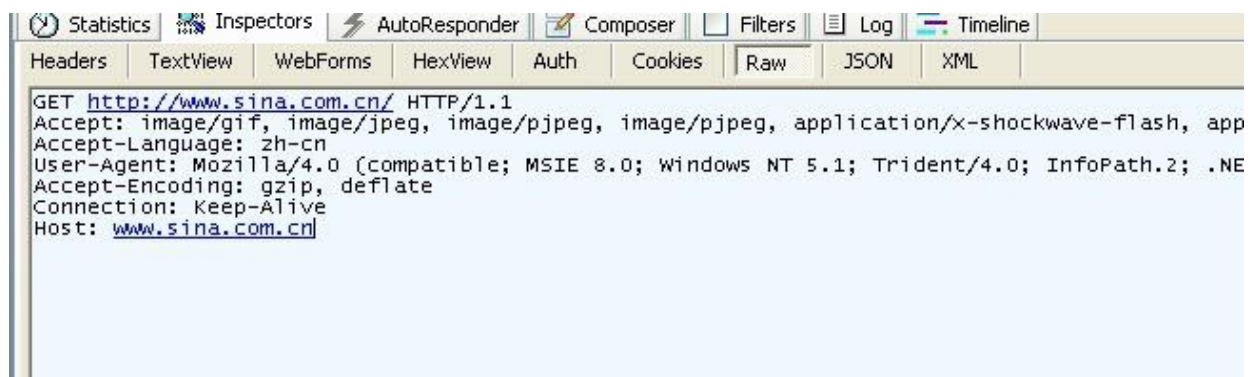 Statistics Inspectors AutoResponder Composer Filters Log Timeline
Headers TextView WebForms HexView Auth Cookies Raw JSON XML
GET http://www.sina.com.cn/ HTTP/1.1
Accept: image/gif, image/jpeg, image/pjpeg, image/pjpeg, application/x-shockwave-flash, app
Accept-Language: zh-cn
User-Agent: Mozilla/4.0 (compatible; MSIE 8.0; Windows NT 5.1; Trident/4.0; InfoPath.2; .NE
Accept-Encoding: gzip, deflate
Connection: Keep-Alive
Host: www.sina.com.cn